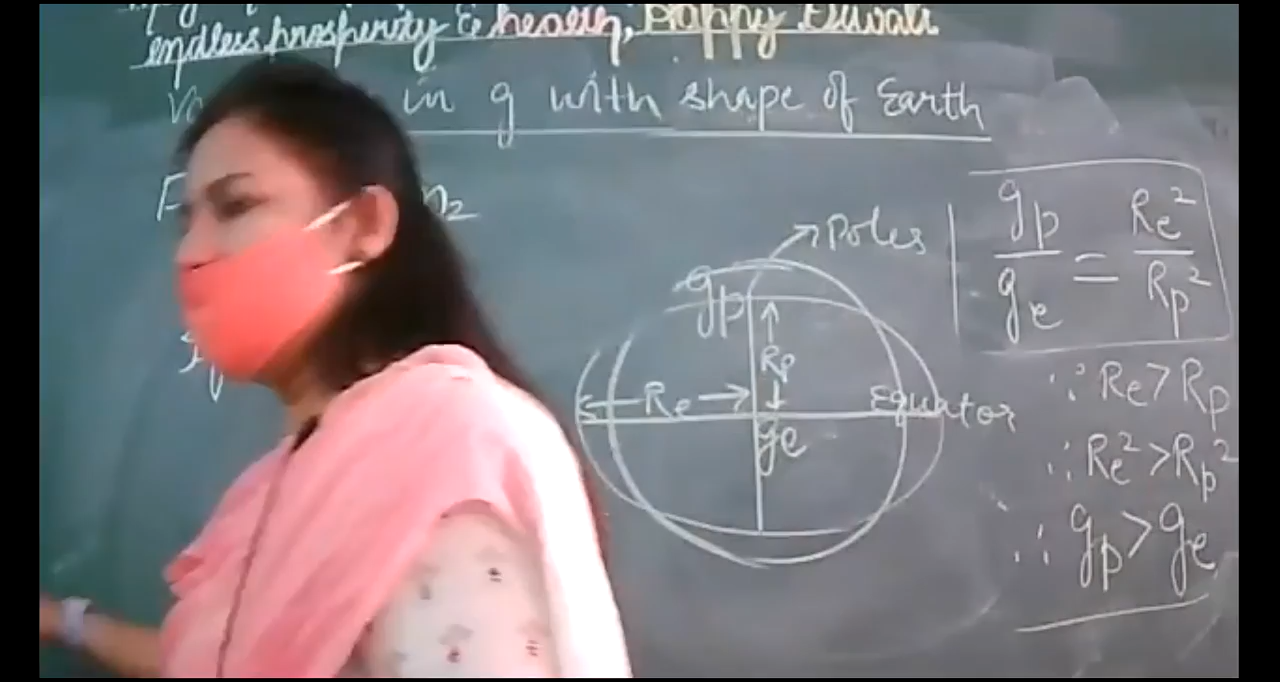 endless prosperity & health, Happy Diwali
in g with shape of Earth
Poles
gp
Rp
Re
Equator
ge
gp/ge = Re²/Rp²
∵ Re > Rp
∴ Re² > Rp²
∴ gp > ge